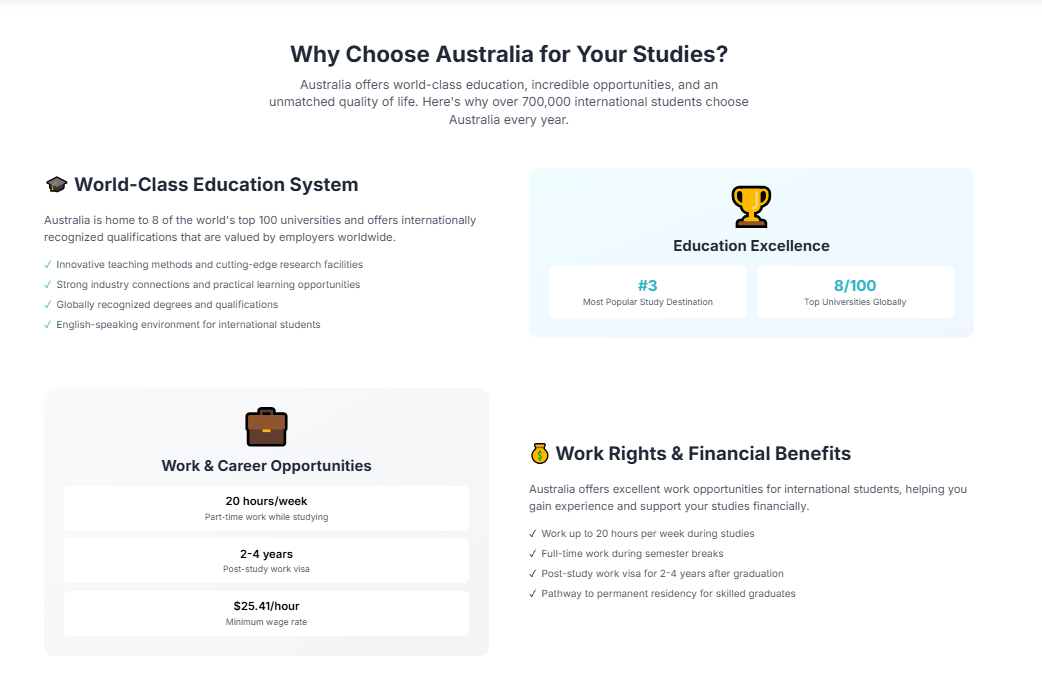 Why Choose Australia for Your Studies?
Australia offers world-class education, incredible opportunities, and an
unmatched quality of life. Here's why over 700,000 international students choose
Australia every year.
World-Class Education System
Australia is home to 8 of the world's top 100 universities and offers internationally
recognized qualifications that are valued by employers worldwide.
✓ Innovative teaching methods and cutting-edge research facilities
✓ Strong industry connections and practical learning opportunities
✓ Globally recognized degrees and qualifications
✓ English-speaking environment for international students
Education Excellence
#3
Most Popular Study Destination
8/100
Top Universities Globally
Work & Career Opportunities
20 hours/week
Part-time work while studying
2-4 years
Post-study work visa
$25.41/hour
Minimum wage rate
Work Rights & Financial Benefits
Australia offers excellent work opportunities for international students, helping you
gain experience and support your studies financially.
✓ Work up to 20 hours per week during studies
✓ Full-time work during semester breaks
✓ Post-study work visa for 2-4 years after graduation
✓ Pathway to permanent residency for skilled graduates